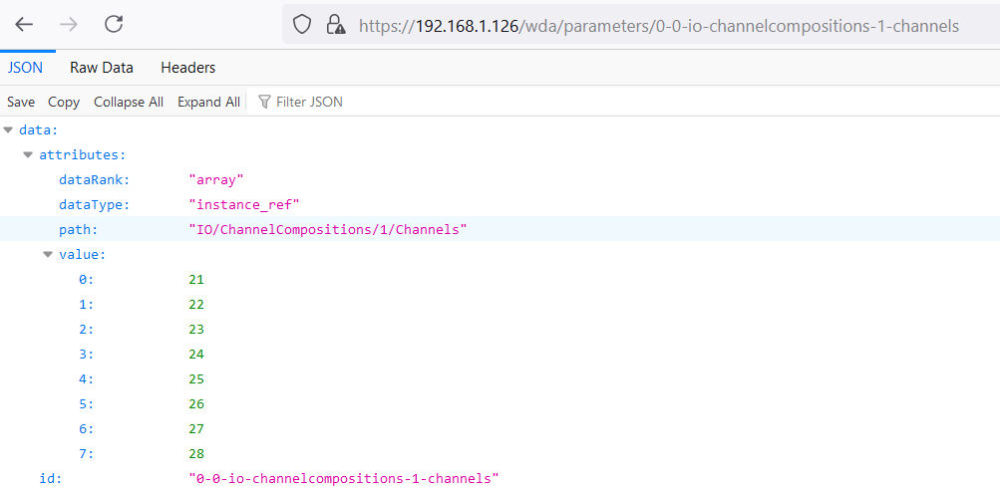 https://192.168.1.126/wda/parameters/0-0-io-channelcompositions-1-channels
JSON Raw Data Headers
Save Copy Collapse All Expand All Filter JSON
data:
attributes:
dataRank: "array"
dataType: "instance_ref"
path: "IO/ChannelCompositions/1/Channels"
value:
0: 21
1: 22
2: 23
3: 24
4: 25
5: 26
6: 27
7: 28
id: "0-0-io-channelcompositions-1-channels"